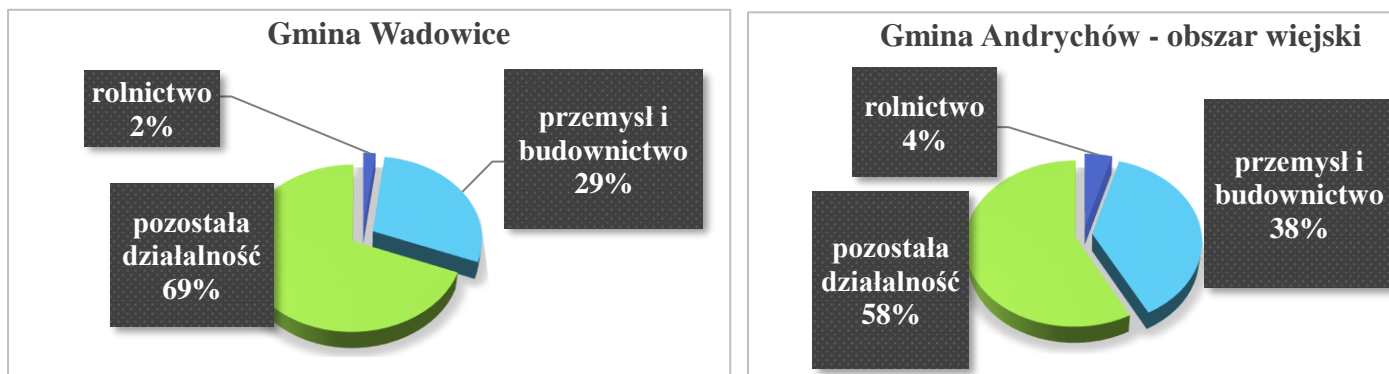 Gmina Wadowice
rolnictwo
2%
przemysł i
budownictwo
29%
pozostała
działalność
69%
Gmina Andrychów - obszar wiejski
rolnictwo
4%
przemysł i
budownictwo
38%
pozostała
działalność
58%